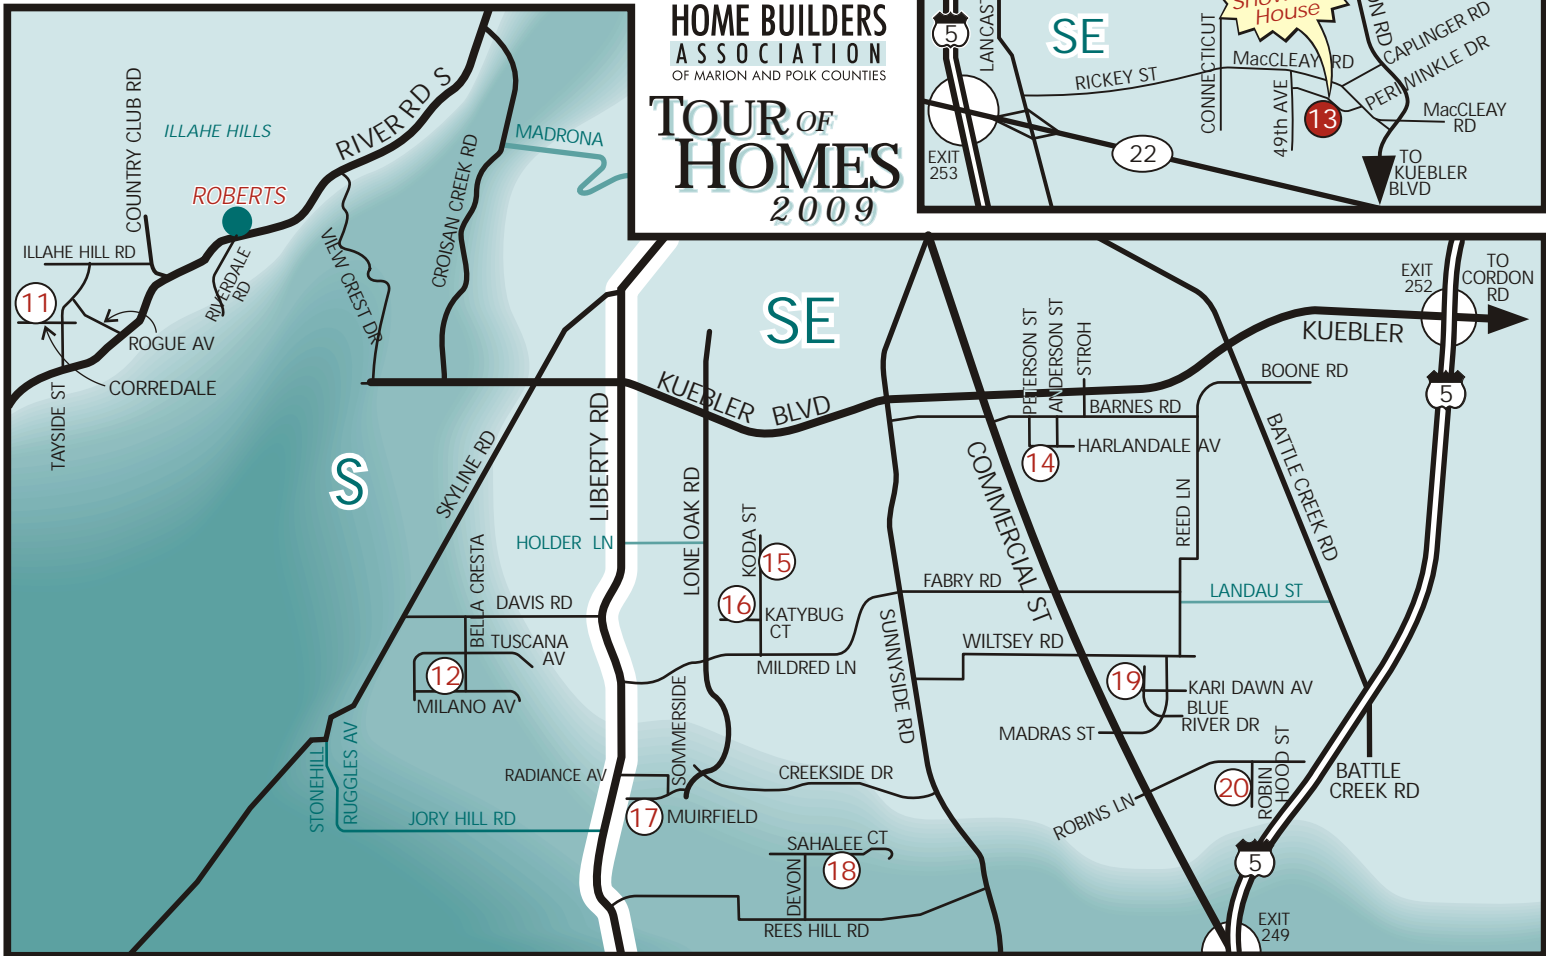 HOME BUILDERS
ASSOCIATION
OF MARION AND POLK COUNTIES
TOUR OF
HOMES
2009
5
LANCAST
SE
House
CONNECTICUT
ON RD
CAPLINGER RD
MacCLEAY RD
PERIWINKLE DR
RICKEY ST
49th AVE
13
MacCLEAY
RD
EXIT
253
22
TO
KUEBLER
BLVD
COUNTRY CLUB RD
ILLAHE HILLS
RIVER RD S
CROISAN CREEK RD
MADRONA
ROBERTS
ILLAHE HILL RD
RIVERDALE
RD
VIEW CREST DR
11
ROGUE AV
CORREDALE
TAYSIDE ST
S
SE
KUEBLER BLVD
SKYLINE RD
LIBERTY RD
LONE OAK RD
HOLDER LN
KODA ST
15
16
KATYBUG
CT
BELLA CRESTA
DAVIS RD
TUSCANA
AV
12
MILANO AV
MILDRED LN
STONEHILL
RUGGLES AV
JORY HILL RD
RADIANCE AV
SOMMERSIDE
17
MUIRFIELD
CREEKSIDE DR
SAHALEE CT
18
DEVON
REES HILL RD
SUNNYSIDE RD
COMMERCIAL ST
PETERSON ST
ANDERSON ST
STROH
BARNES RD
HARLANDALE AV
14
KUEBLER
EXIT
252
TO
CORDON
RD
5
BOONE RD
BATTLE CREEK RD
REED LN
FABRY RD
LANDAU ST
WILTSEY RD
19
KARI DAWN AV
BLUE
RIVER DR
MADRAS ST
ROBINS LN
20
ROBIN
HOOD ST
BATTLE
CREEK RD
5
EXIT
249